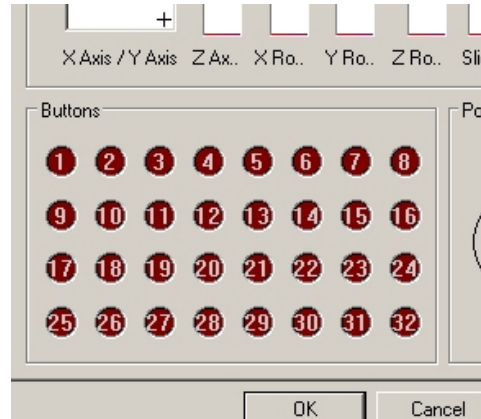 X Axis / Y Axis Z Ax.. X Ro.. Y Ro.. Z Ro.. Sli
Buttons Po
1 2 3 4 5 6 7 8
9 10 11 12 13 14 15 16
17 18 19 20 21 22 23 24
25 26 27 28 29 30 31 32
OK Cancel